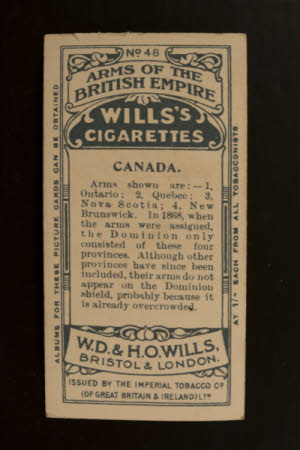 No 48
ARMS OF THE
BRITISH EMPIRE
WILLS's
CIGARETTES
CANADA.
Arms shown are:—1,
Ontario; 2, Quebec; 3,
Nova Scotia; 4, New
Brunswick. In 1868, when
the arms were assigned,
the Dominion only
consisted of these four
provinces. Although other
provinces have since been
included, their arms do not
appear on the Dominion
shield, probably because it
is already overcrowded.
W.D. & H.O. WILLS,
BRISTOL & LONDON.
ISSUED BY THE IMPERIAL TOBACCO Co
(OF GREAT BRITAIN & IRELAND) LTD
ALBUMS FOR THESE PICTURE CARDS CAN BE OBTAINED
AT 1/- EACH FROM ALL TOBACCONISTS.